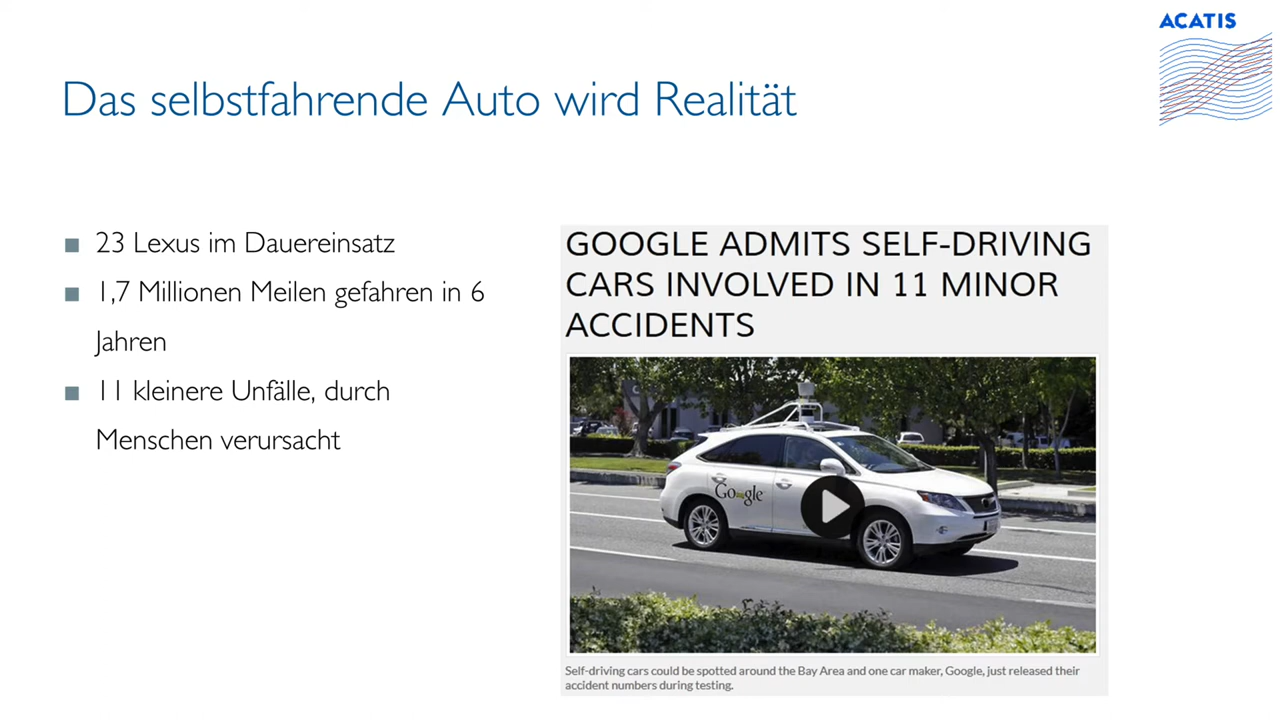 ACATIS
Das selbstfahrende Auto wird Realität
■ 23 Lexus im Dauereinsatz
■ 1,7 Millionen Meilen gefahren in 6
Jahren
■ 11 kleinere Unfälle, durch
Menschen verursacht
GOOGLE ADMITS SELF-DRIVING
CARS INVOLVED IN 11 MINOR
ACCIDENTS
Google
Self-driving cars could be spotted around the Bay Area and one car maker, Google, just released their
accident numbers during testing.